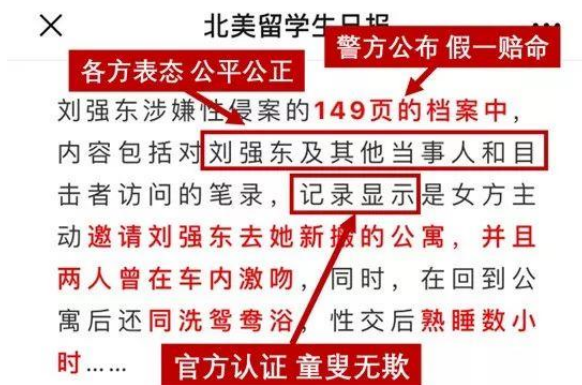 北美留学生日报
警方公布 假一赔命
各方表态 公平公正
刘强东涉嫌性侵案的149页的档案中，
内容包括对刘强东及其他当事人和目
击者访问的笔录，记录显示是女方主
动邀请刘强东去她新搬的公寓，并且
两人曾在车内激吻，同时，在回到公
寓后还同洗鸳鸯浴，性交后熟睡数小
时……
官方认证 童叟无欺